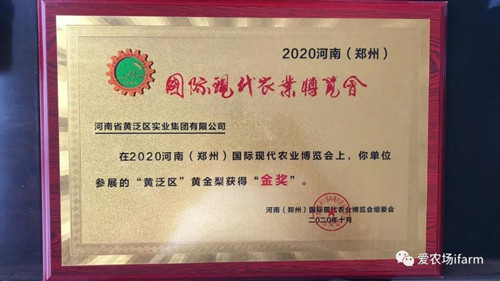 2020河南（郑州）
国际现代农业博览会
河南省黄泛区实业集团有限公司
在2020河南（郑州）国际现代农业博览会上，你单位
参展的“黄泛区”黄金梨获得“金奖”。
河南（郑州）国际现代农业博览会组委会
二〇二〇年十月
爱农场ifarm